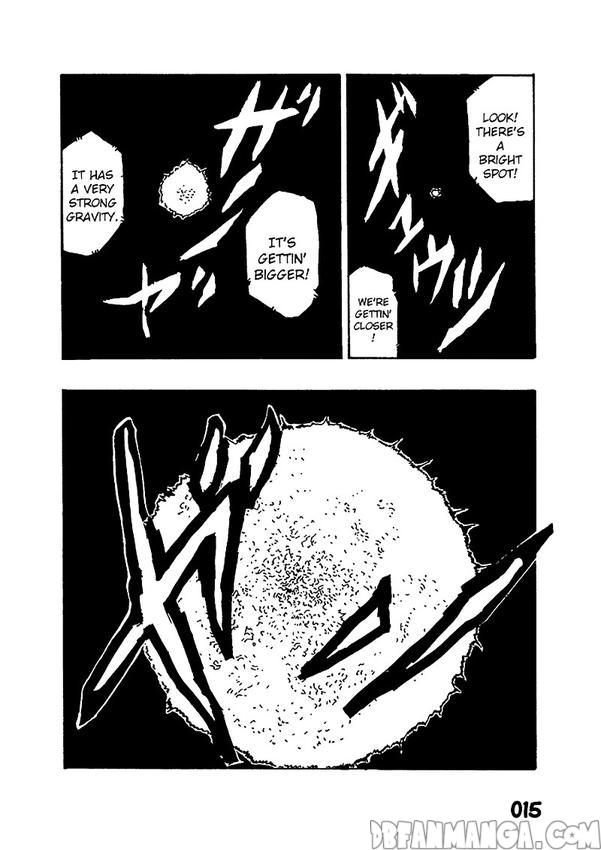 LOOK!
THERE'S
A
BRIGHT
SPOT!
WE'RE
GETTIN'
CLOSER
!
IT'S
GETTIN'
BIGGER!
IT HAS
A VERY
STRONG
GRAVITY.
015
DBFANMANGA.COM